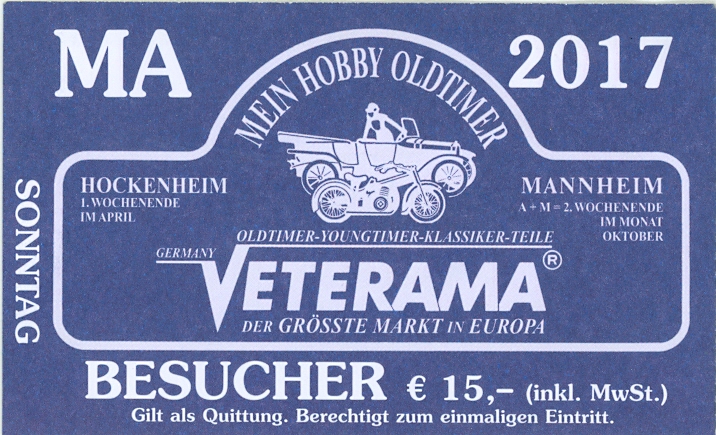 MA
2017
MEIN HOBBY OLDTIMER
HOCKENHEIM
1. WOCHENENDE
IM APRIL
MANNHEIM
A + M = 2. WOCHENENDE
IM MONAT
OKTOBER
SONNTAG
OLDTIMER-YOUNGTIMER-KLASSIKER-TEILE
GERMANY
VETERAMA®
DER GRÖSSTE MARKT IN EUROPA
BESUCHER € 15,– (inkl. MwSt.)
Gilt als Quittung. Berechtigt zum einmaligen Eintritt.